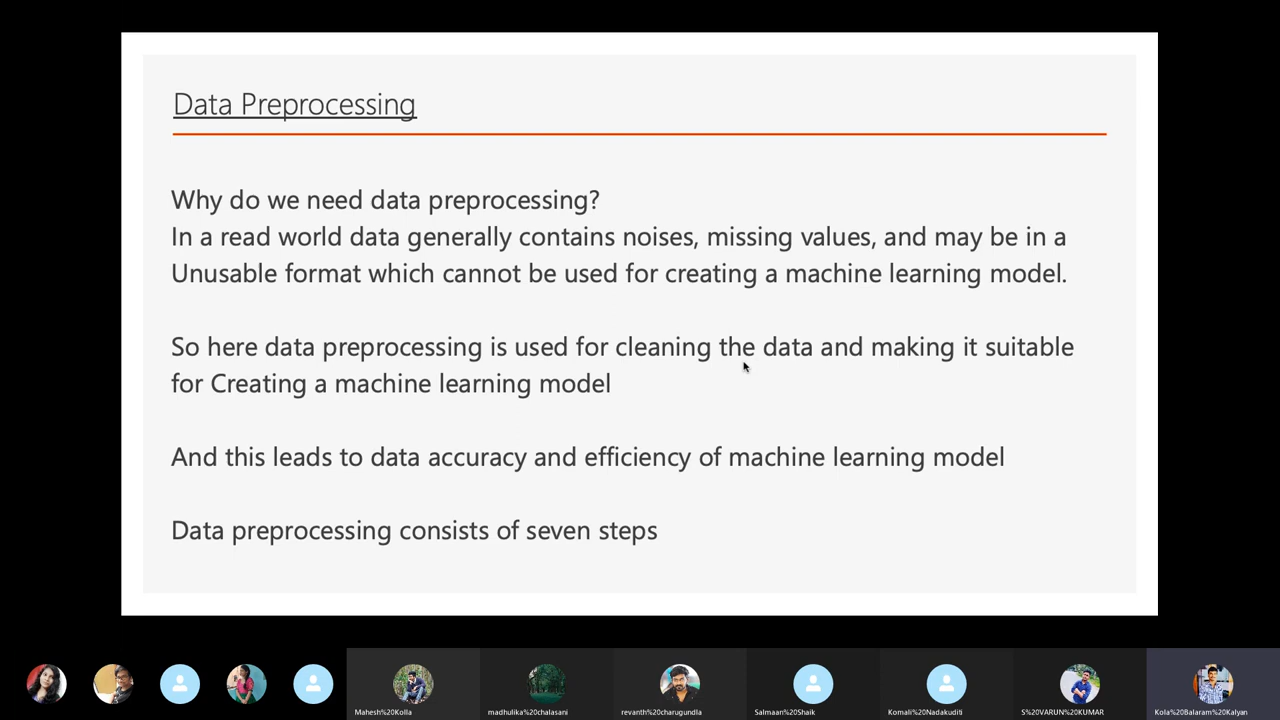 Data Preprocessing
Why do we need data preprocessing?
In a read world data generally contains noises, missing values, and may be in a
Unusable format which cannot be used for creating a machine learning model.
So here data preprocessing is used for cleaning the data and making it suitable
for Creating a machine learning model
And this leads to data accuracy and efficiency of machine learning model
Data preprocessing consists of seven steps
Mahesh%20Kolla
madhulika%20chalasani
revanth%20charugundla
Salmaan%20Shaik
Komali%20Nadakuditi
S%20VARUN%20KUMAR
Kola%20Balaram%20Kalyan